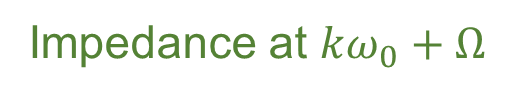 Impedance at 𝑘𝜔₀ + Ω